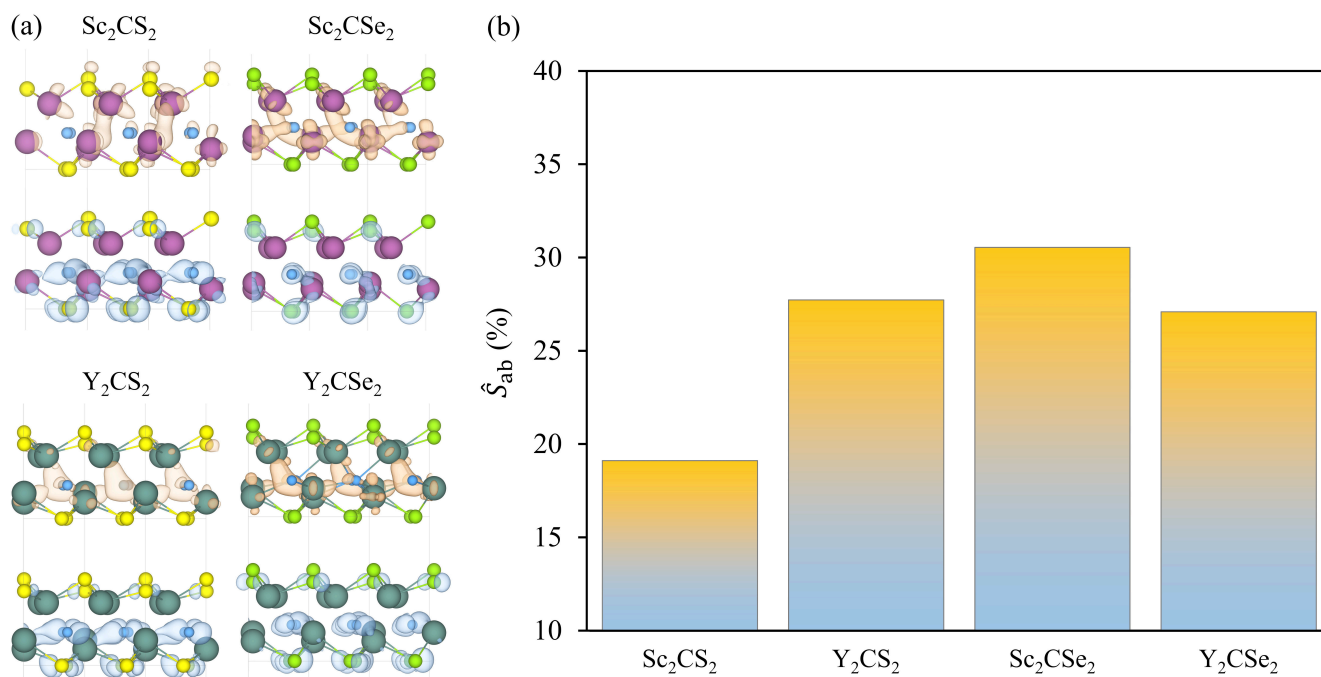 (a)
Sc₂CS₂ Sc₂CSe₂
Y₂CS₂ Y₂CSe₂
(b)
Ŝab (%)
40
35
30
25
20
15
10
Sc₂CS₂ Y₂CS₂ Sc₂CSe₂ Y₂CSe₂